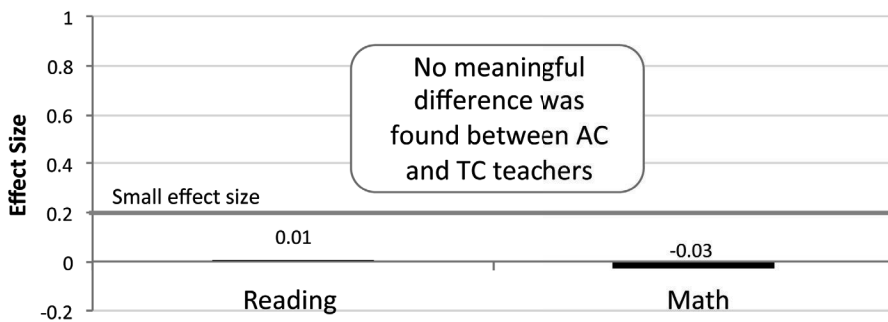 1
0.8
0.6
0.4
0.2
0
-0.2
Effect Size
No meaningful
difference was
found between AC
and TC teachers
Small effect size
0.01
-0.03
Reading
Math